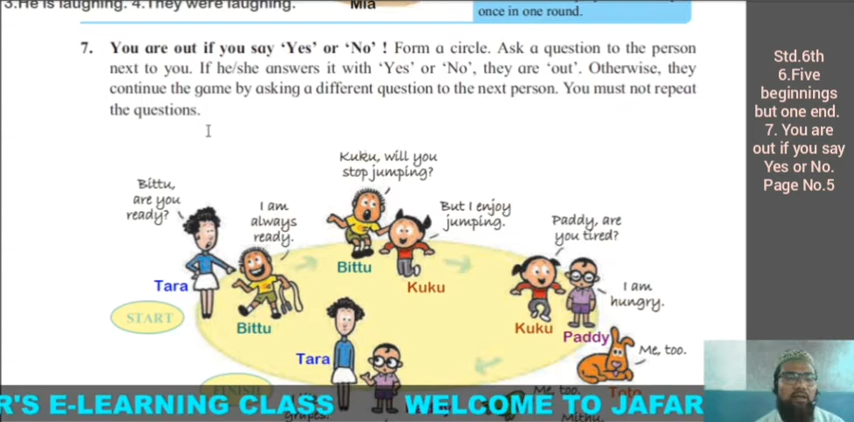 3.He is laughing. 4.They were laughing.
Mia
once in one round.
7. You are out if you say ‘Yes’ or ‘No’ ! Form a circle. Ask a question to the person
next to you. If he/she answers it with ‘Yes’ or ‘No’, they are ‘out’. Otherwise, they
continue the game by asking a different question to the next person. You must not repeat
the questions.
Std.6th
6.Five
beginnings
but one end.
7. You are
out if you say
Yes or No.
Page No.5
Kuku, will you
stop jumping?
Bittu,
are you
ready?
I am
always
ready.
But I enjoy
jumping.
Paddy, are
you tired?
Tara
Bittu
Kuku
I am
hungry.
START
Bittu
Kuku
Paddy
Me, too.
Tara
FINISH
Me, too.
Toto
R'S E-LEARNING CLASS
WELCOME TO JAFAR
grapes.
Mithu